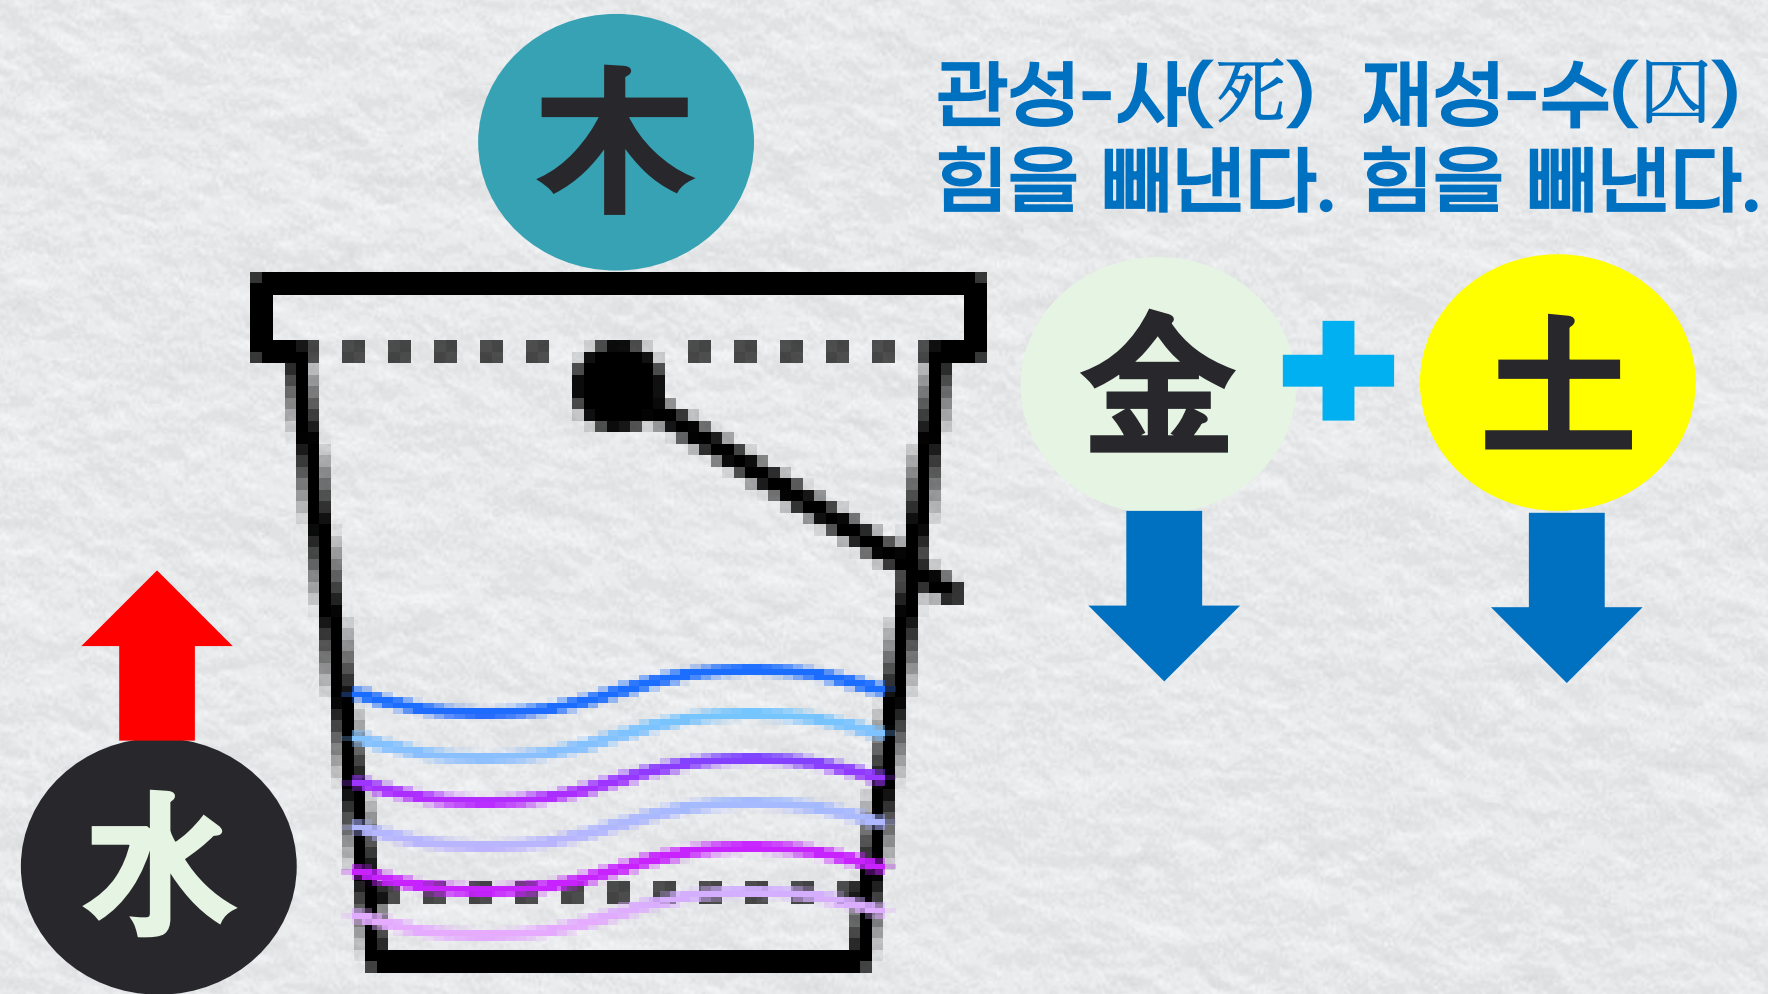 木
관성-사(死) 재성-수(囚)
힘을 빼낸다. 힘을 빼낸다.
金 土
水